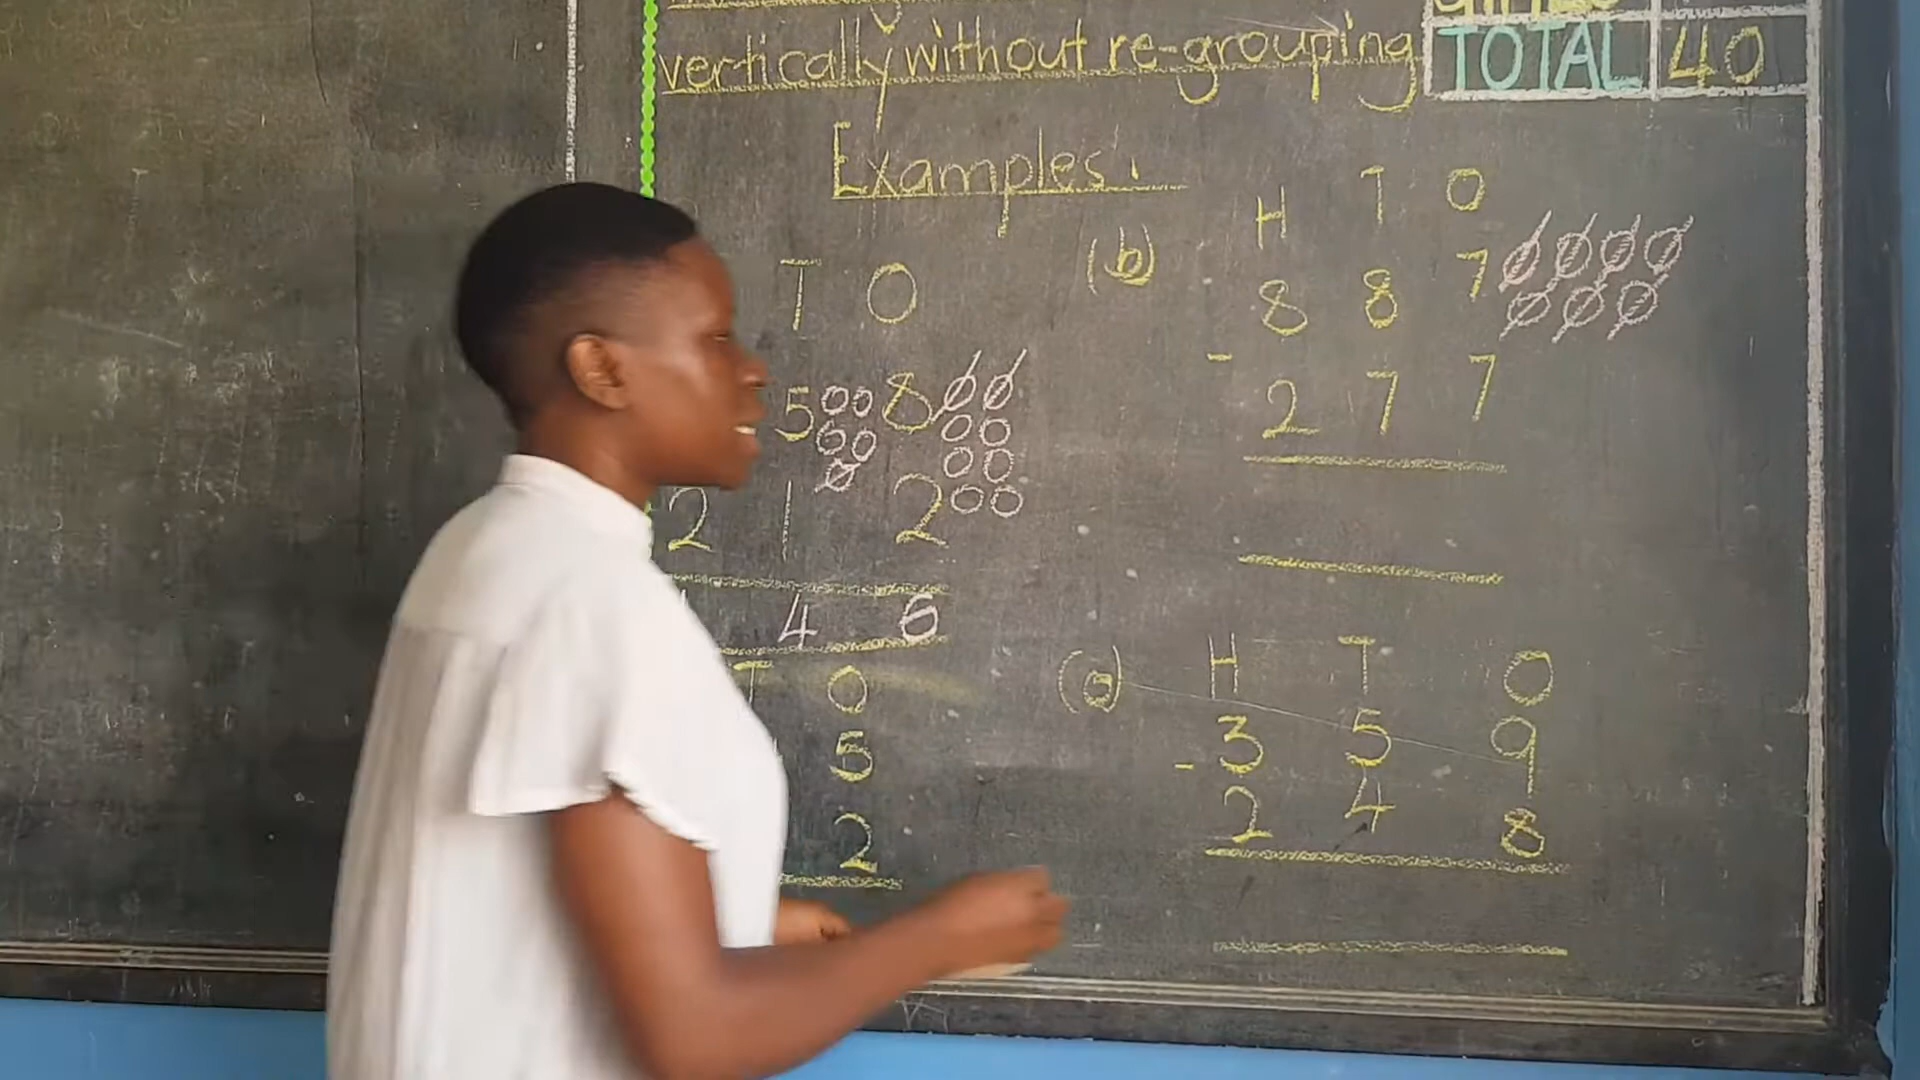 vertically without re-grouping
TOTAL 40
Examples:
T O
5 8
2 1 2
4 6
(b) H T O
8 8 7
- 2 7 7
T O
5
2
(d) H T O
3 5 9
- 2 4 8